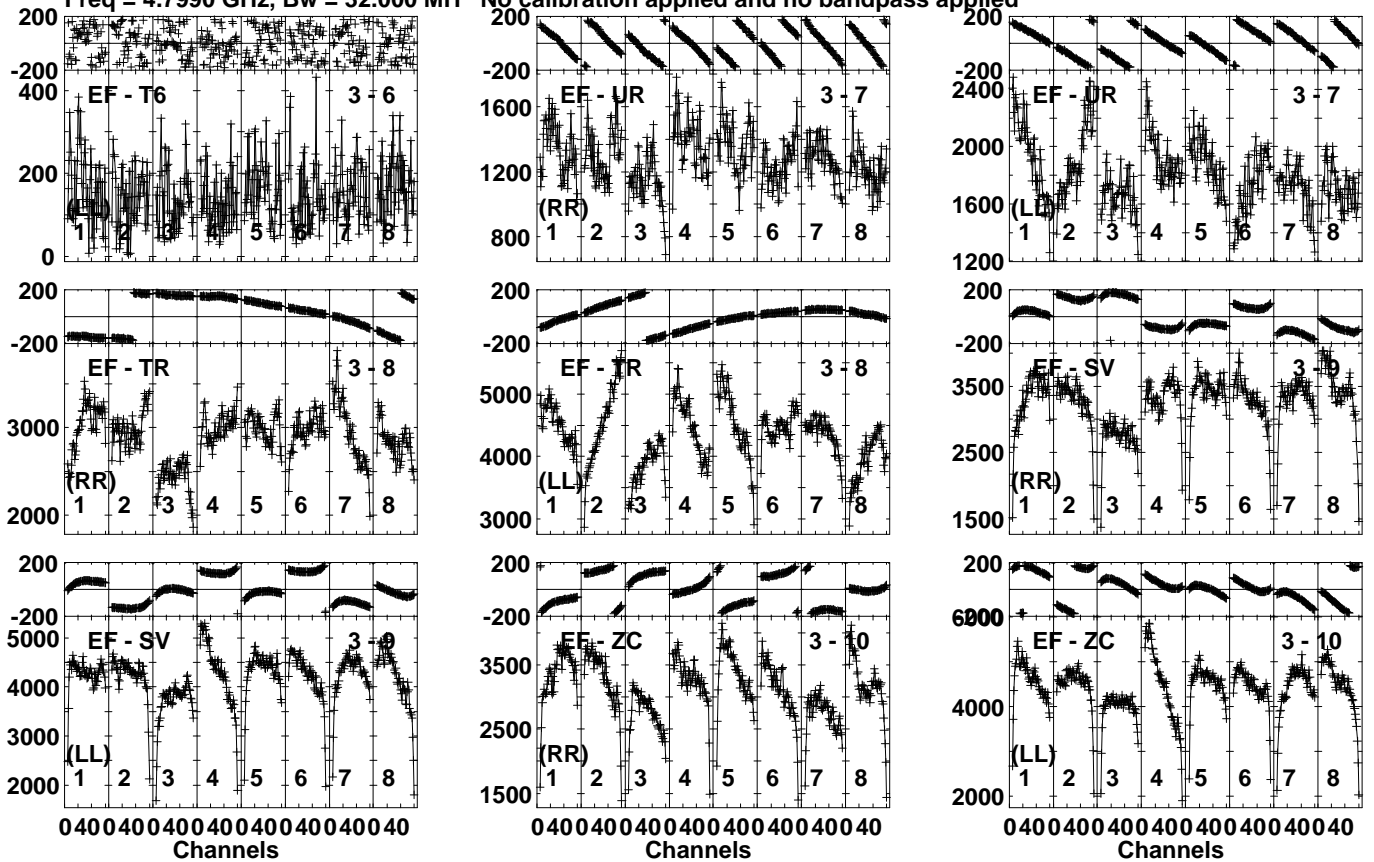 Freq = 4.7990 GHz, Bw = 32.000 MH No calibration applied and no bandpass applied
200
-200
EF - T6 3 - 6
400
200
0
(LL)
1 2 3 4 5 6 7 8
200
-200
EF - UR 3 - 7
1600
1200
800
(RR)
1 2 3 4 5 6 7 8
200
-200
EF - UR 3 - 7
2400
2000
1600
1200
(LL)
1 2 3 4 5 6 7 8
200
-200
EF - TR 3 - 8
3000
2000
(RR)
1 2 3 4 5 6 7 8
200
-200
EF - TR 3 - 8
5000
4000
3000
(LL)
1 2 3 4 5 6 7 8
200
-200
EF - SV 3 - 9
3500
2500
1500
(RR)
1 2 3 4 5 6 7 8
200
-200
EF - SV 3 - 9
5000
4000
3000
2000
(LL)
1 2 3 4 5 6 7 8
200
-200
EF - ZC 3 - 10
3500
2500
1500
(RR)
1 2 3 4 5 6 7 8
200
-200
6000
EF - ZC 3 - 10
4000
2000
(LL)
1 2 3 4 5 6 7 8
0 40 0 40 0 40 0 40 0 40 0 40 0 40 0 40
Channels
0 40 0 40 0 40 0 40 0 40 0 40 0 40 0 40
Channels
0 40 0 40 0 40 0 40 0 40 0 40 0 40 0 40
Channels